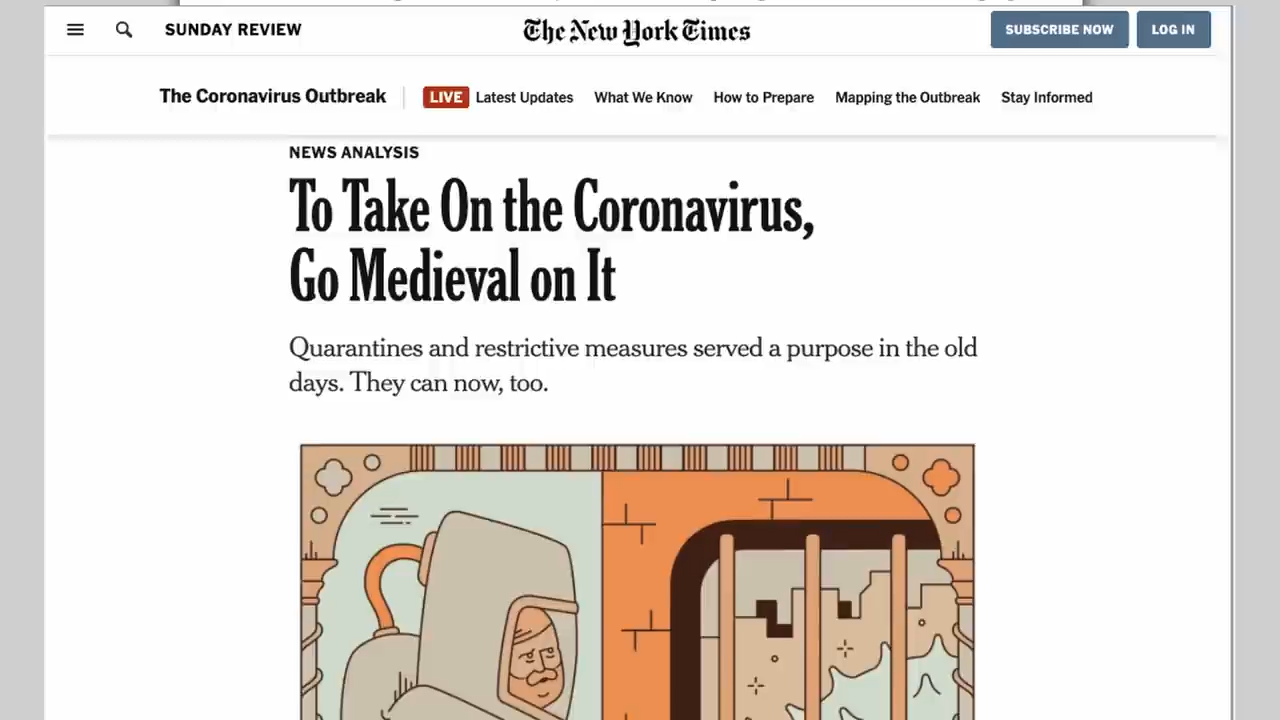 SUNDAY REVIEW
The New York Times
SUBSCRIBE NOW
LOG IN
The Coronavirus Outbreak
LIVE Latest Updates
What We Know
How to Prepare
Mapping the Outbreak
Stay Informed
NEWS ANALYSIS
To Take On the Coronavirus,
Go Medieval on It
Quarantines and restrictive measures served a purpose in the old
days. They can now, too.